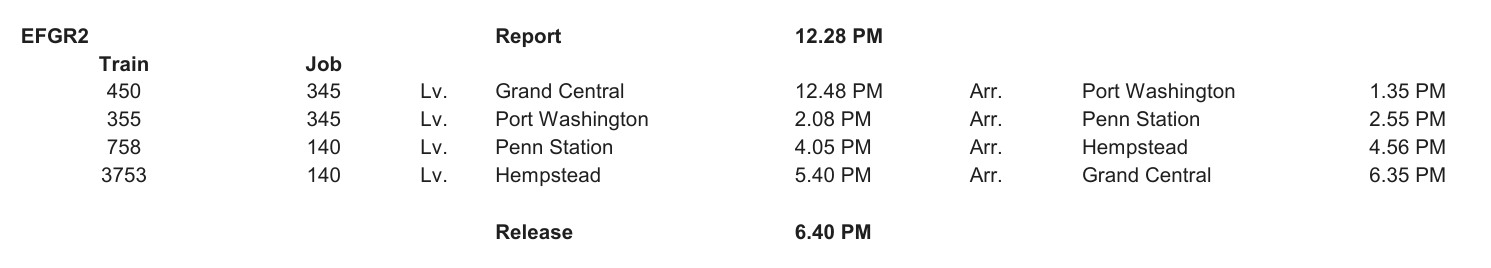 EFGR2 Report 12.28 PM
Train Job
450 345 Lv. Grand Central 12.48 PM Arr. Port Washington 1.35 PM
355 345 Lv. Port Washington 2.08 PM Arr. Penn Station 2.55 PM
758 140 Lv. Penn Station 4.05 PM Arr. Hempstead 4.56 PM
3753 140 Lv. Hempstead 5.40 PM Arr. Grand Central 6.35 PM
Release 6.40 PM